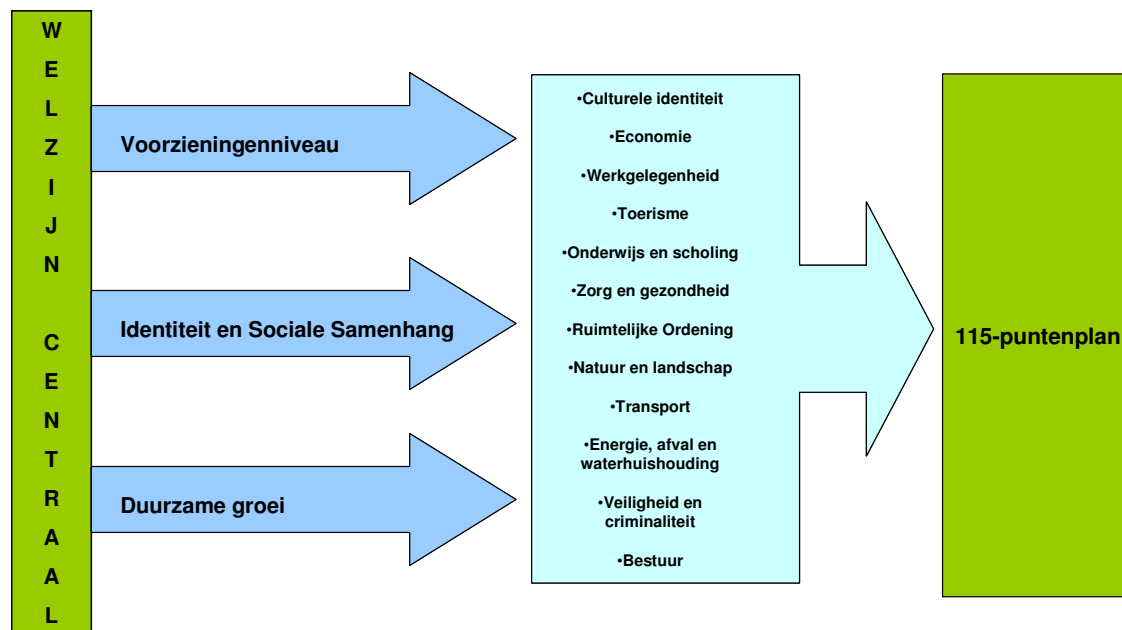 W
E
L
Z
I
J
N
C
E
N
T
R
A
A
L
Voorzieningenniveau
Identiteit en Sociale Samenhang
Duurzame groei
•Culturele identiteit
•Economie
•Werkgelegenheid
•Toerisme
•Onderwijs en scholing
•Zorg en gezondheid
•Ruimtelijke Ordening
•Natuur en landschap
•Transport
•Energie, afval en
waterhuishouding
•Veiligheid en
criminaliteit
•Bestuur
115-puntenplan